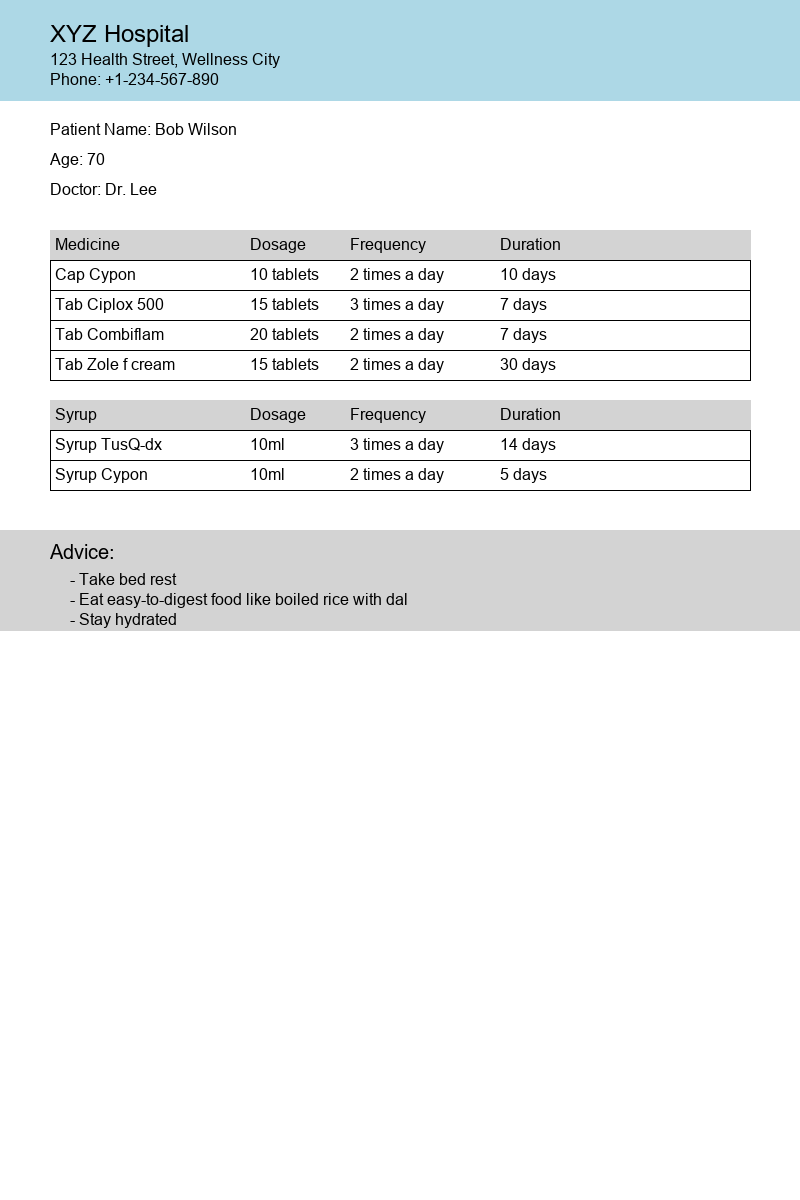 XYZ Hospital
123 Health Street, Wellness City
Phone: +1-234-567-890
Patient Name: Bob Wilson
Age: 70
Doctor: Dr. Lee
Medicine Dosage Frequency Duration
Cap Cypon 10 tablets 2 times a day 10 days
Tab Ciplox 500 15 tablets 3 times a day 7 days
Tab Combiflam 20 tablets 2 times a day 7 days
Tab Zole f cream 15 tablets 2 times a day 30 days
Syrup Dosage Frequency Duration
Syrup TusQ-dx 10ml 3 times a day 14 days
Syrup Cypon 10ml 2 times a day 5 days
Advice:
- Take bed rest
- Eat easy-to-digest food like boiled rice with dal
- Stay hydrated